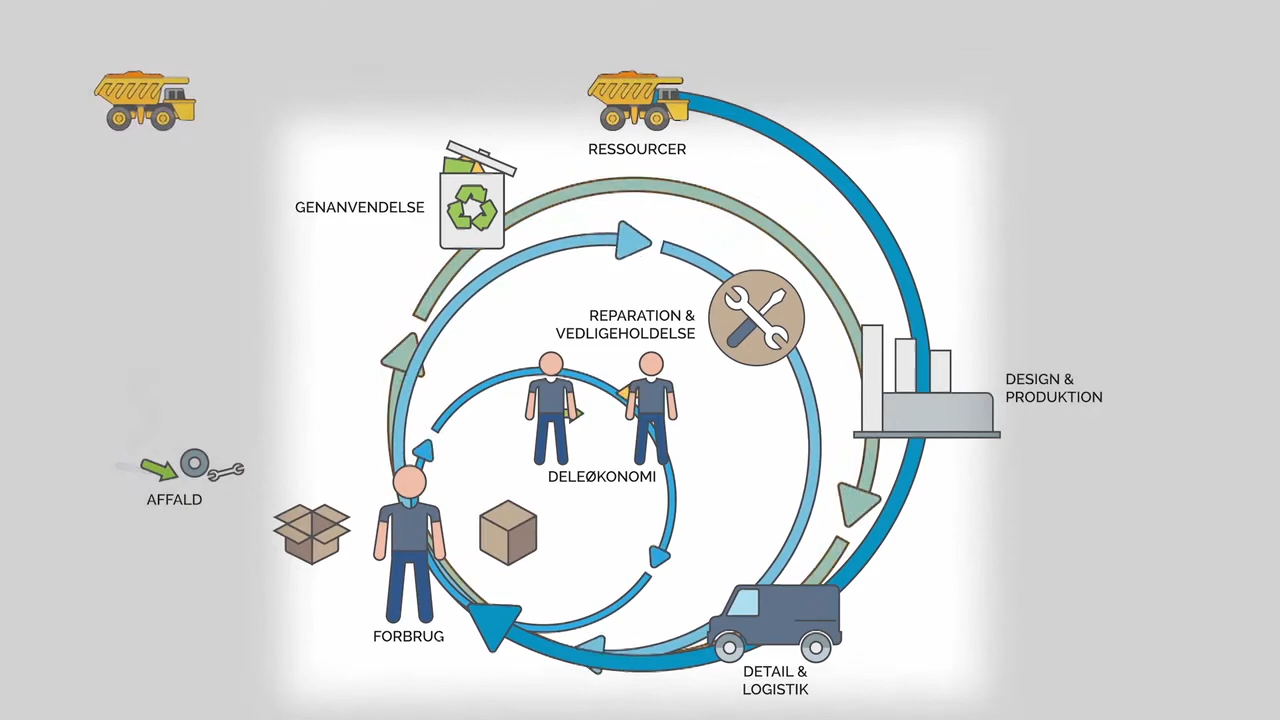 RESSOURCER
GENANVENDELSE
REPARATION &
VEDLIGEHOLDELSE
DESIGN &
PRODUKTION
DELEØKONOMI
AFFALD
FORBRUG
DETAIL &
LOGISTIK